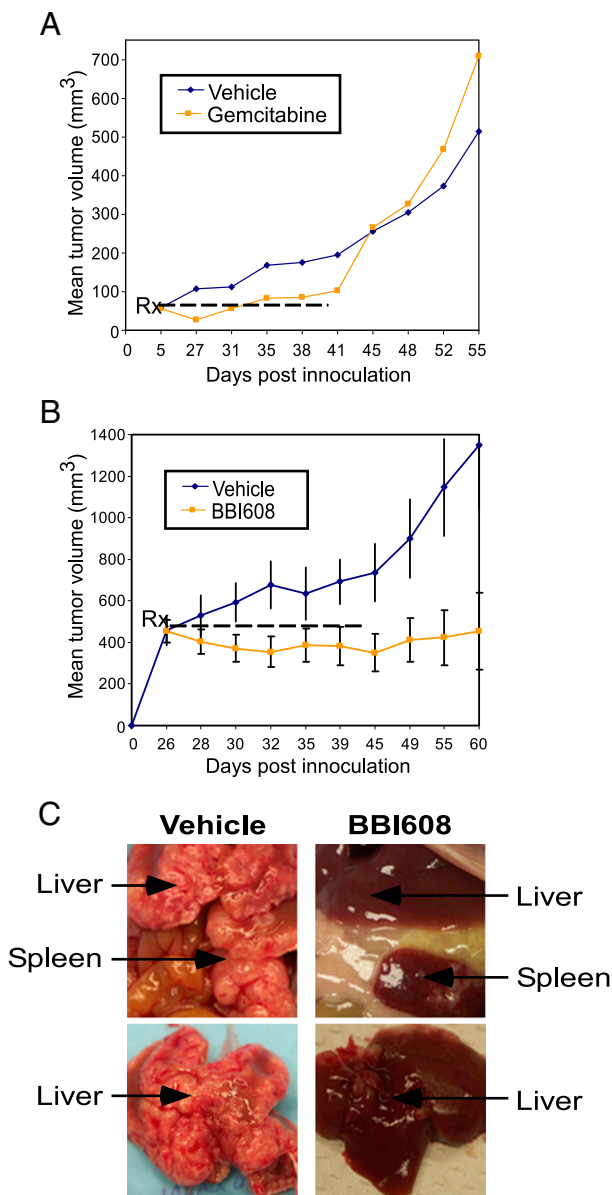 A
Mean tumor volume (mm3)
700
600
500
400
300
200
100
0
Vehicle
Gemcitabine
Rx
0 5 27 31 35 38 41 45 48 52 55
Days post innoculation
B
Mean tumor volume (mm3)
1400
1200
1000
800
600
400
200
0
Vehicle
BBI608
Rx
0 26 28 30 32 35 39 45 49 55 60
Days post innoculation
C
Vehicle BBI608
Liver
Liver
Spleen
Spleen
Liver
Liver